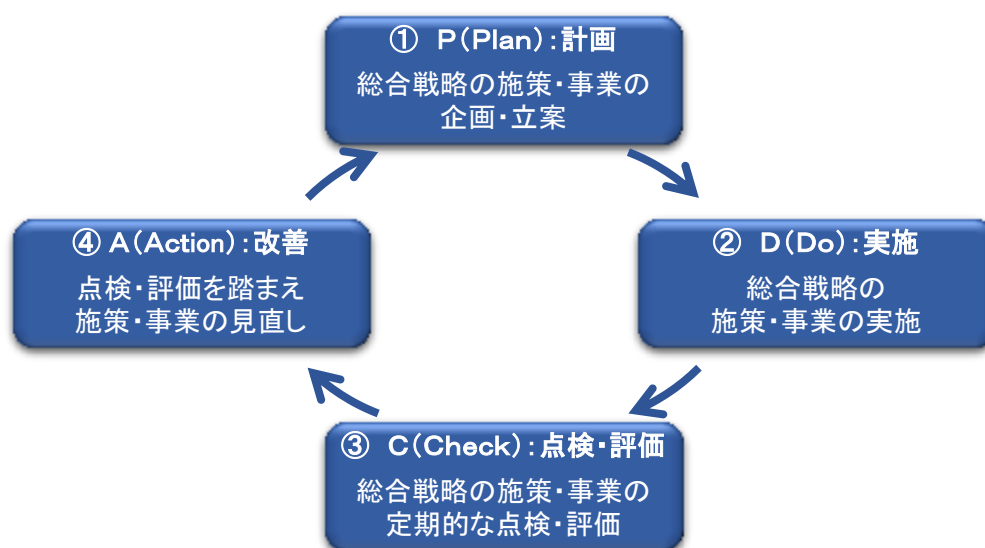 ① P(Plan):計画
総合戦略の施策・事業の
企画・立案
② D(Do):実施
総合戦略の
施策・事業の実施
③ C(Check):点検・評価
総合戦略の施策・事業の
定期的な点検・評価
④ A(Action):改善
点検・評価を踏まえ
施策・事業の見直し